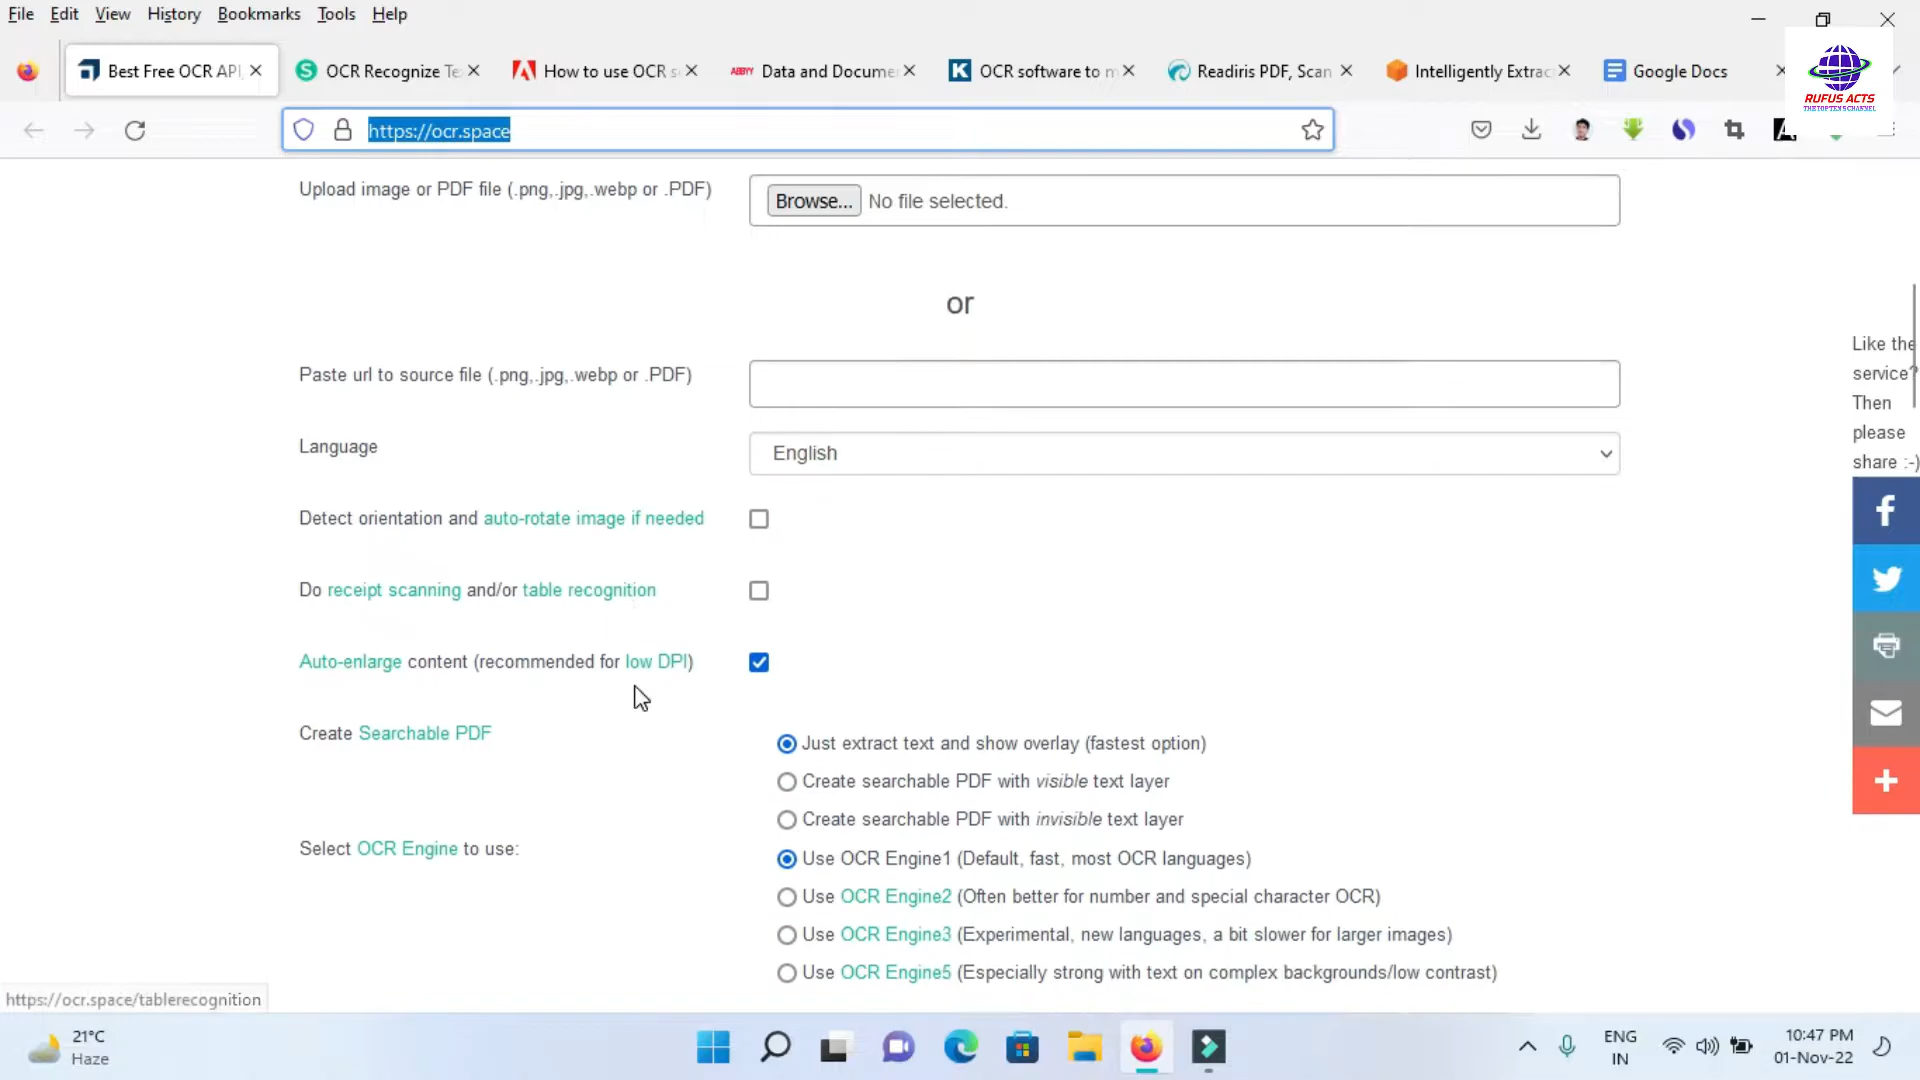 File Edit View History Bookmarks Tools Help
Best Free OCR API,
OCR Recognize Te
How to use OCR s
Data and Docume
OCR software to m
Readiris PDF, Scan
Intelligently Extrac
Google Docs
RUFUS ACTS
THE TOP TEN'S CHANNEL
https://ocr.space
Upload image or PDF file (.png,.jpg,.webp or .PDF)
Browse... No file selected.
or
Paste url to source file (.png,.jpg,.webp or .PDF)
Language
English
Detect orientation and auto-rotate image if needed
Do receipt scanning and/or table recognition
Auto-enlarge content (recommended for low DPI)
Create Searchable PDF
Just extract text and show overlay (fastest option)
Create searchable PDF with visible text layer
Create searchable PDF with invisible text layer
Select OCR Engine to use:
Use OCR Engine1 (Default, fast, most OCR languages)
Use OCR Engine2 (Often better for number and special character OCR)
Use OCR Engine3 (Experimental, new languages, a bit slower for larger images)
Use OCR Engine5 (Especially strong with text on complex backgrounds/low contrast)
Like the
service?
Then
please
share :-)
https://ocr.space/tablerecognition
21°C
Haze
ENG
IN
10:47 PM
01-Nov-22